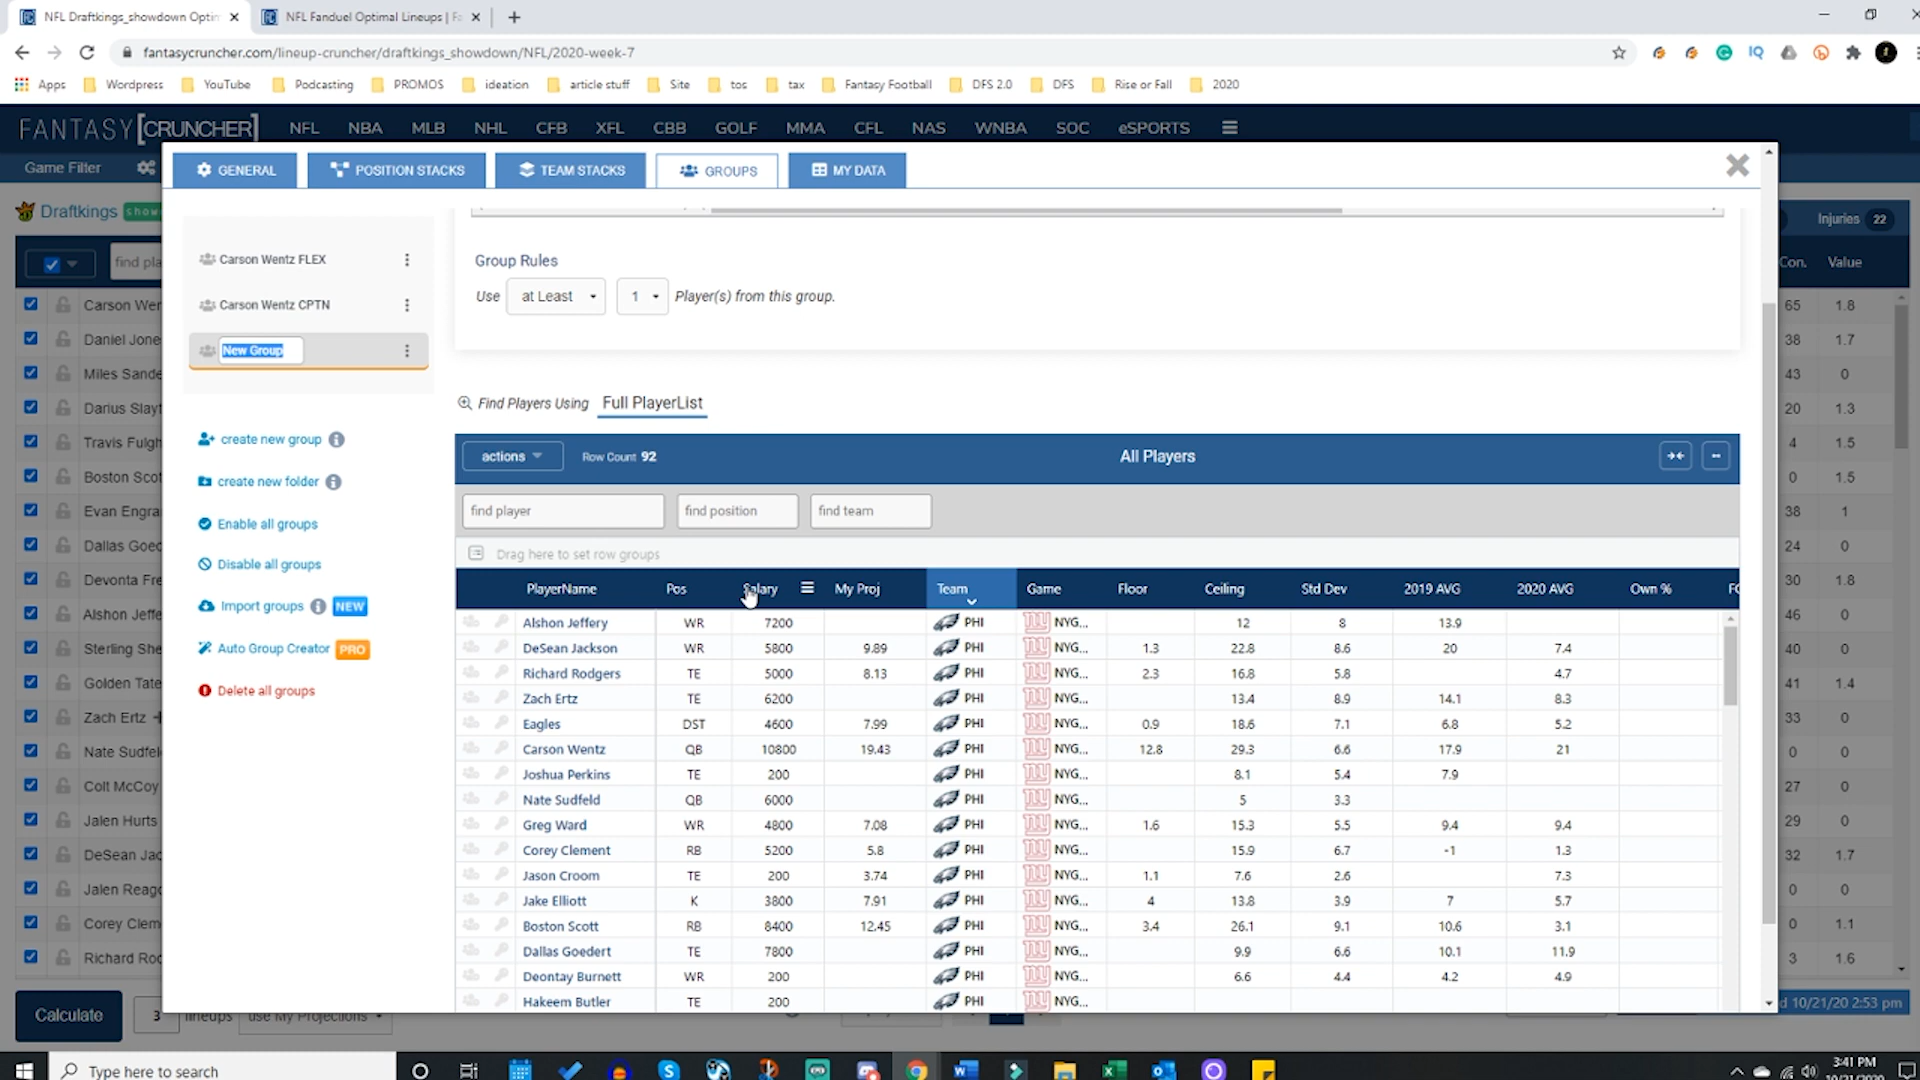 NFL Draftkings_showdown Optim
NFL Fanduel Optimal Lineups | Fa
fantasycruncher.com/lineup-cruncher/draftkings_showdown/NFL/2020-week-7
Apps Wordpress YouTube Podcasting PROMOS ideation article stuff Site tos tax Fantasy Football DFS 2.0 DFS Rise or Fall 2020
FANTASY[CRUNCHER] NFL NBA MLB NHL CFB XFL CBB GOLF MMA CFL NAS WNBA SOC eSPORTS
Game Filter
GENERAL POSITION STACKS TEAM STACKS GROUPS MY DATA
Draftkings show
Injuries 22
find pla
Con. Value
Carson Wentz FLEX
Carson Wentz CPTN
New Group
create new group
create new folder
Enable all groups
Disable all groups
Import groups NEW
Auto Group Creator PRO
Delete all groups
Group Rules
Use at Least 1 Player(s) from this group.
Find Players Using Full PlayerList
actions Row Count 92 All Players
find player find position find team
Drag here to set row groups
PlayerName Pos Salary My Proj Team Game Floor Ceiling Std Dev 2019 AVG 2020 AVG Own % FC
Alshon Jeffery WR 7200 PHI NYG... 12 8 13.9
DeSean Jackson WR 5800 9.89 PHI NYG... 1.3 22.8 8.6 20 7.4
Richard Rodgers TE 5000 8.13 PHI NYG... 2.3 16.8 5.8 4.7
Zach Ertz TE 6200 PHI NYG... 13.4 8.9 14.1 8.3
Eagles DST 4600 7.99 PHI NYG... 0.9 18.6 7.1 6.8 5.2
Carson Wentz QB 10800 19.43 PHI NYG... 12.8 29.3 6.6 17.9 21
Joshua Perkins TE 200 PHI NYG... 8.1 5.4 7.9
Nate Sudfeld QB 6000 PHI NYG... 5 3.3
Greg Ward WR 4800 7.08 PHI NYG... 1.6 15.3 5.5 9.4 9.4
Corey Clement RB 5200 5.8 PHI NYG... 15.9 6.7 -1 1.3
Jason Croom TE 200 3.74 PHI NYG... 1.1 7.6 2.6 7.3
Jake Elliott K 3800 7.91 PHI NYG... 4 13.8 3.9 7 5.7
Boston Scott RB 8400 12.45 PHI NYG... 3.4 26.1 9.1 10.6 3.1
Dallas Goedert TE 7800 PHI NYG... 9.9 6.6 10.1 11.9
Deontay Burnett WR 200 PHI NYG... 6.6 4.4 4.2 4.9
Hakeem Butler TE 200 PHI NYG...
Carson Wer 65 1.8
Daniel Jone 38 1.7
Miles Sande 43 0
Darius Slayt 20 1.3
Travis Fulgh 4 1.5
Boston Scot 0 1.5
Evan Engra 38 1
Dallas Goec 24 0
Devonta Fre 30 1.8
Alshon Jeffe 46 0
Sterling She 40 0
Golden Tate 41 1.4
Zach Ertz 33 0
Nate Sudfel 0 0
Colt McCoy 27 0
Jalen Hurts 29 0
DeSean Jac 32 1.7
Jalen Reago 0 0
Corey Clem 0 1.1
Richard Roc 3 1.6
Calculate 3 lineups use My Projections
d 10/21/20 2:53 pm
Type here to search
3:41 PM
10/21/2020